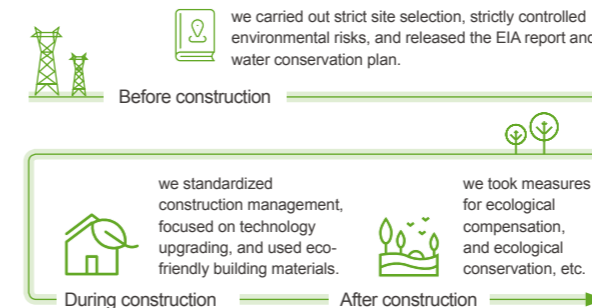 we carried out strict site selection, strictly controlled
environmental risks, and released the EIA report and
water conservation plan.
Before construction
we standardized
construction management,
focused on technology
upgrading, and used eco-
friendly building materials.
During construction
we took measures
for ecological
compensation,
and ecological
conservation, etc.
After construction